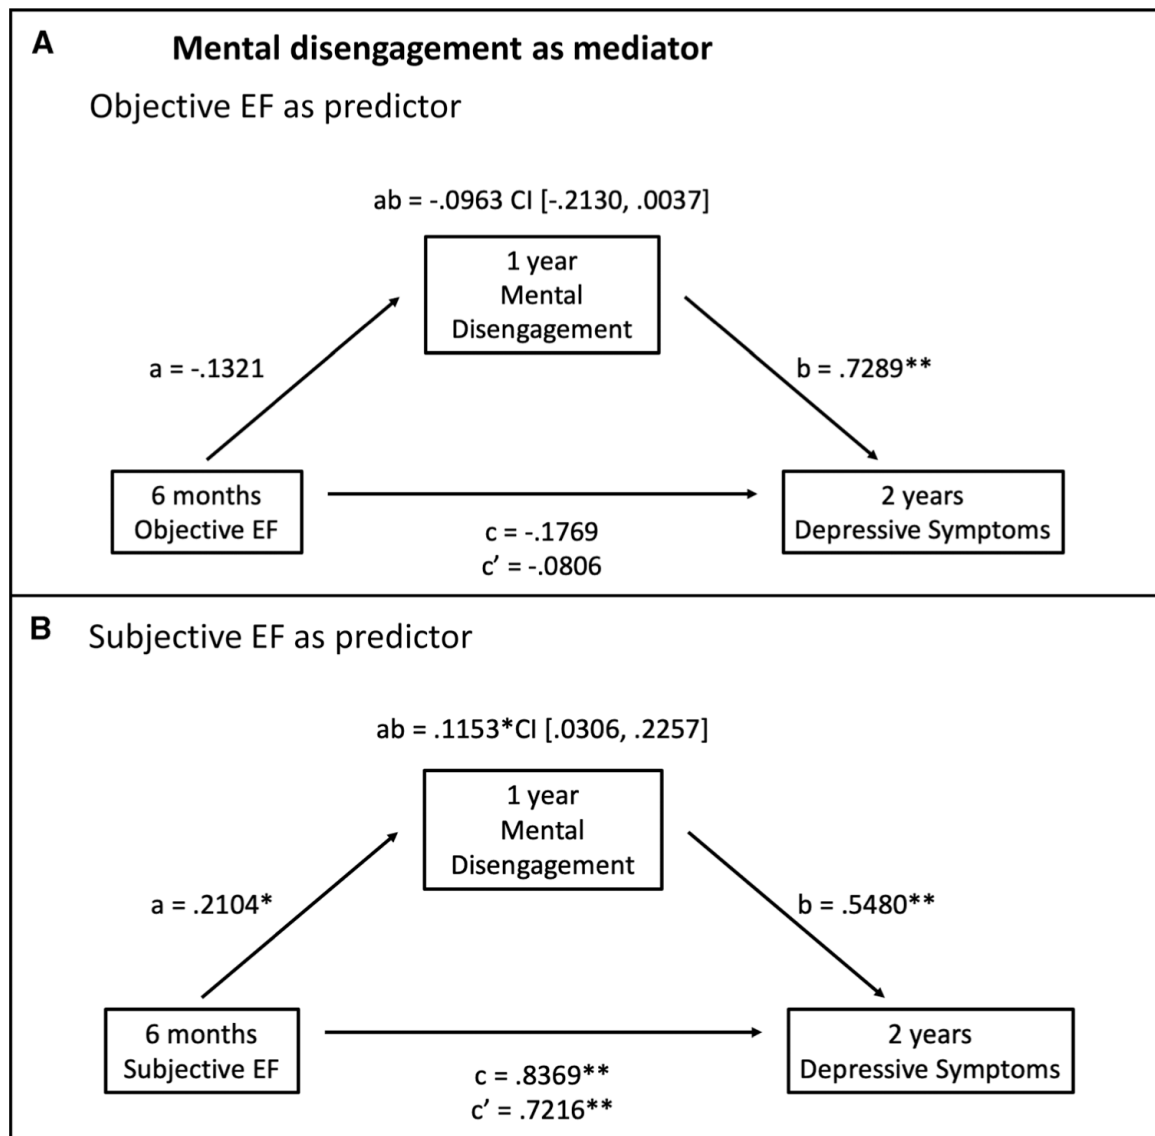 A
Mental disengagement as mediator
Objective EF as predictor
ab = -.0963 CI [-.2130, .0037]
1 year
Mental
Disengagement
a = -.1321
b = .7289**
6 months
Objective EF
c = -.1769
c’ = -.0806
2 years
Depressive Symptoms
B
Subjective EF as predictor
ab = .1153*CI [.0306, .2257]
1 year
Mental
Disengagement
a = .2104*
b = .5480**
6 months
Subjective EF
c = .8369**
c’ = .7216**
2 years
Depressive Symptoms